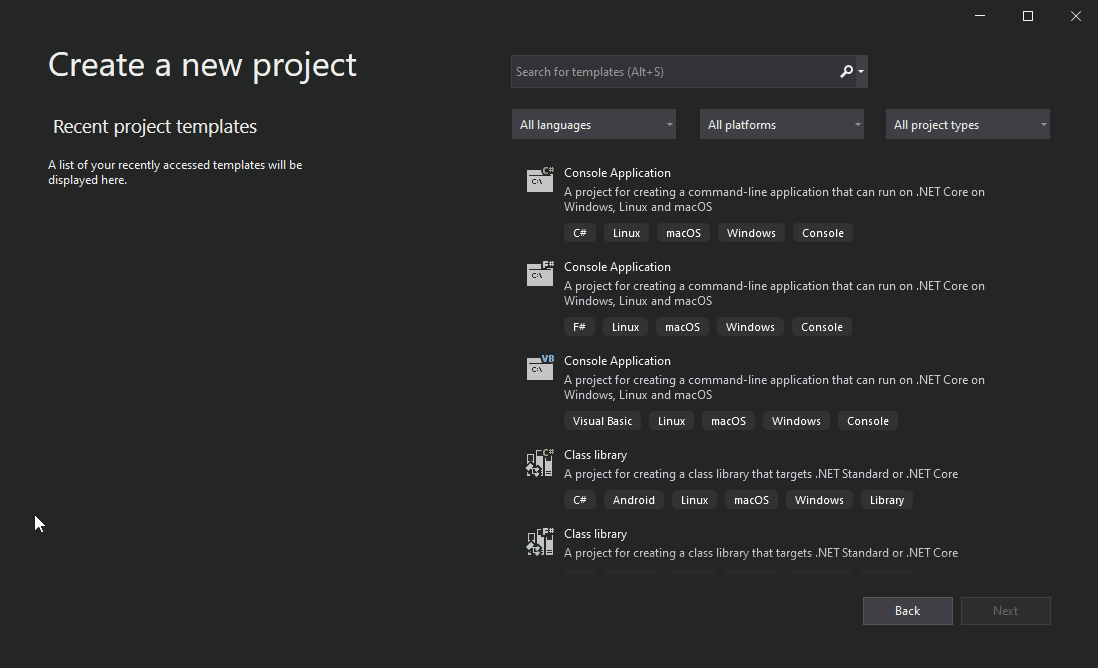 Create a new project
Recent project templates
A list of your recently accessed templates will be
displayed here.
Search for templates (Alt+S)
All languages
All platforms
All project types
C#
C:\
Console Application
A project for creating a command-line application that can run on .NET Core on
Windows, Linux and macOS
C# Linux macOS Windows Console
F#
C:\
Console Application
A project for creating a command-line application that can run on .NET Core on
Windows, Linux and macOS
F# Linux macOS Windows Console
VB
C:\
Console Application
A project for creating a command-line application that can run on .NET Core on
Windows, Linux and macOS
Visual Basic Linux macOS Windows Console
C#
Class library
A project for creating a class library that targets .NET Standard or .NET Core
C# Android Linux macOS Windows Library
F#
Class library
A project for creating a class library that targets .NET Standard or .NET Core
Back
Next